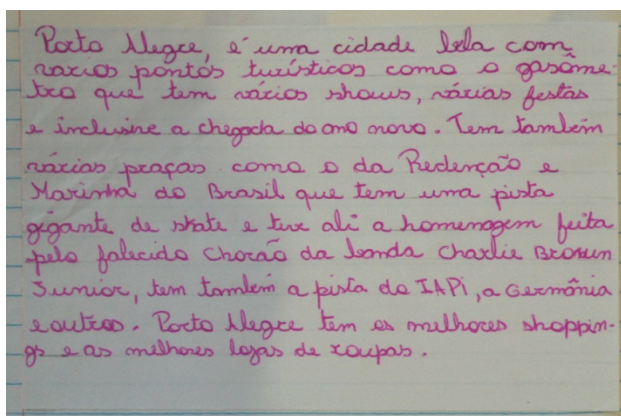 Porto Alegre, é uma cidade bela com
varios pontos turísticos como o gasôme-
tro que tem vários shows, várias festas
e inclusive a chegada do ano novo. Tem também
várias praças como o da Redenção e
Marinha do Brasil que tem uma pista
gigante de skate e teve ali a homenagem feita
pelo falecido Chorão da banda Charlie Brown
Junior, tem também a pista do IAPi, a Germânia
e outros. Porto Alegre tem os melhores shoppin-
gs e as melhores lojas de roupas.